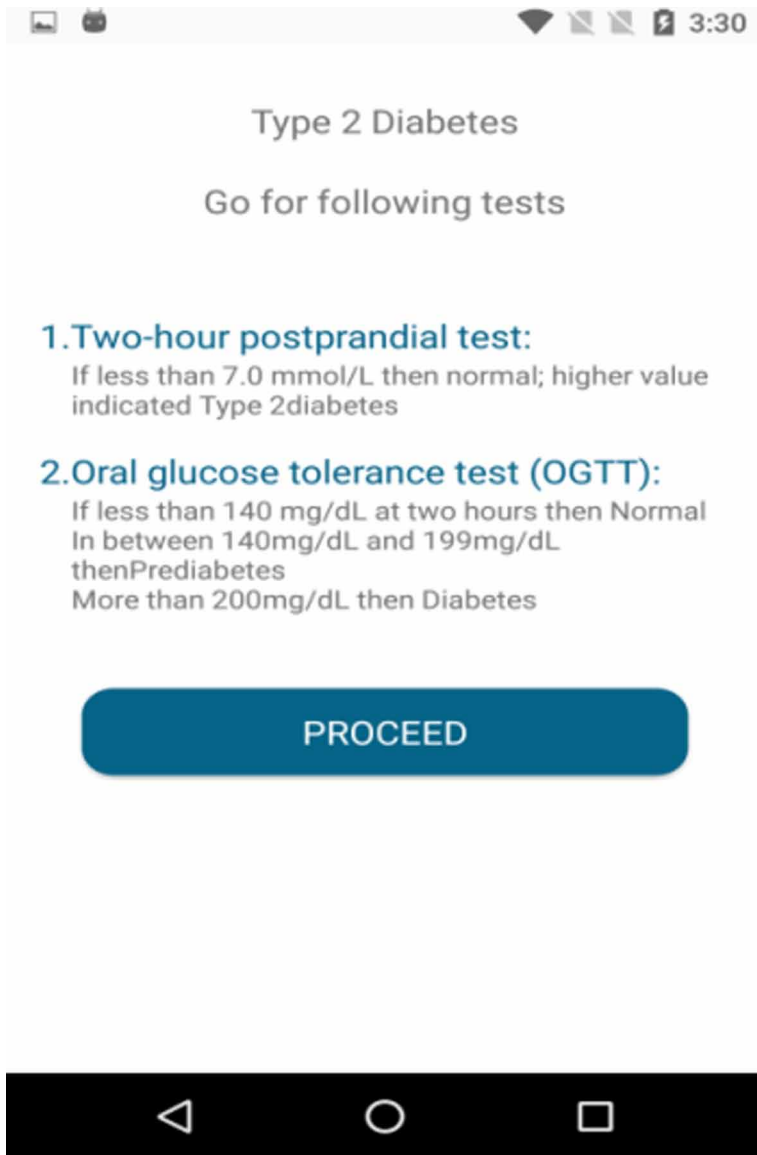 3:30
Type 2 Diabetes
Go for following tests
1.Two-hour postprandial test:
If less than 7.0 mmol/L then normal; higher value
indicated Type 2diabetes
2.Oral glucose tolerance test (OGTT):
If less than 140 mg/dL at two hours then Normal
In between 140mg/dL and 199mg/dL
thenPrediabetes
More than 200mg/dL then Diabetes
PROCEED